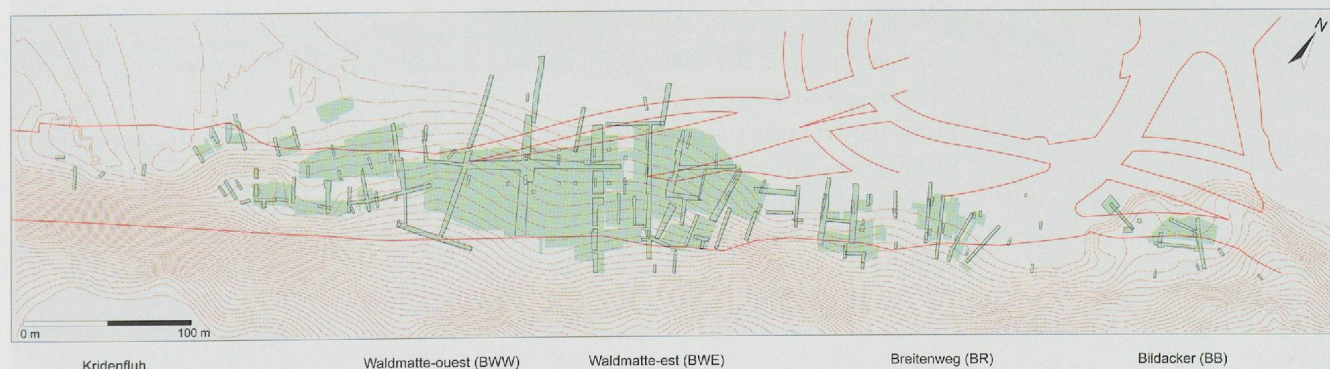 N
0 m 100 m
Kridenfluh Waldmatte-ouest (BWW) Waldmatte-est (BWE) Breitenweg (BR) Bildacker (BB)